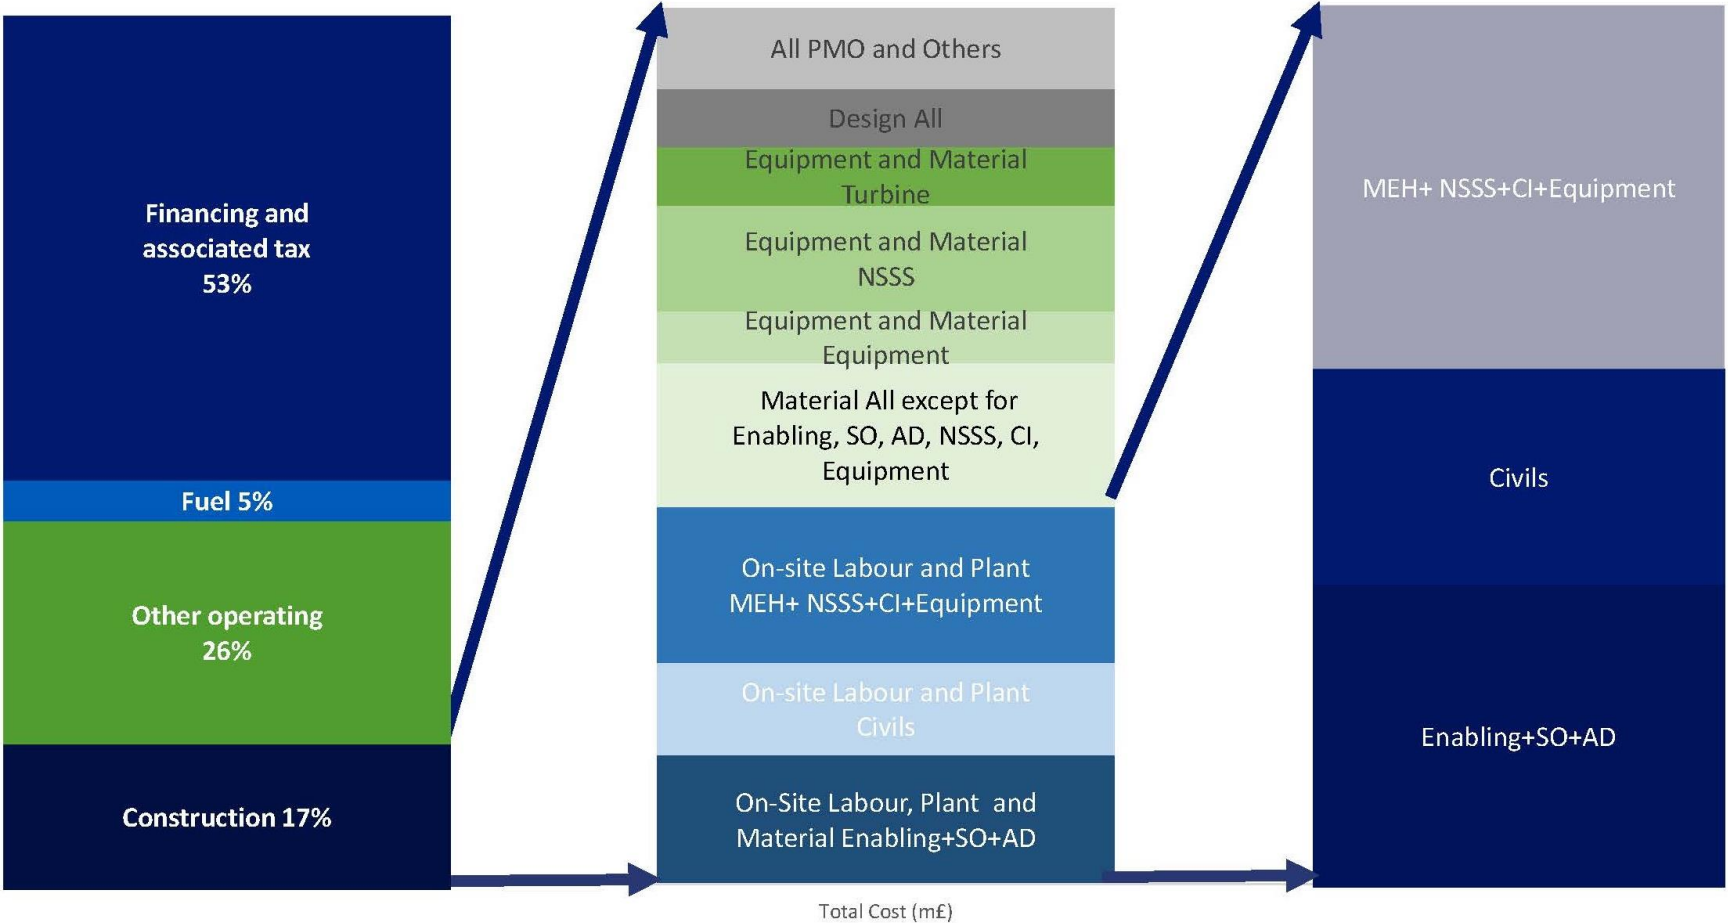 Financing and
associated tax
53%
Fuel 5%
Other operating
26%
Construction 17%
All PMO and Others
Design All
Equipment and Material
Turbine
Equipment and Material
NSSS
Equipment and Material
Equipment
Material All except for
Enabling, SO, AD, NSSS, CI,
Equipment
On-site Labour and Plant
MEH+ NSSS+CI+Equipment
On-site Labour and Plant
Civils
On-Site Labour, Plant  and
Material Enabling+SO+AD
MEH+ NSSS+CI+Equipment
Civils
Enabling+SO+AD
Total Cost (m£)